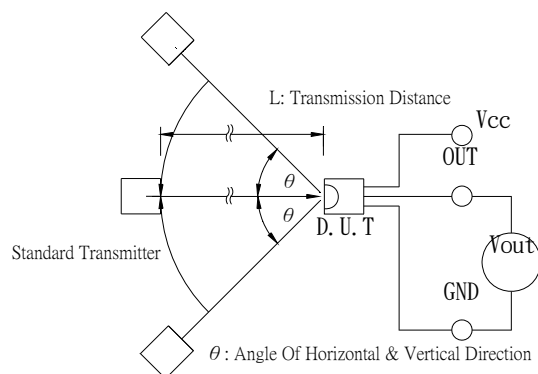 L: Transmission Distance
Vcc
OUT
θ
θ
D.U.T
Vout
Standard Transmitter
GND
θ : Angle Of Horizontal & Vertical Direction